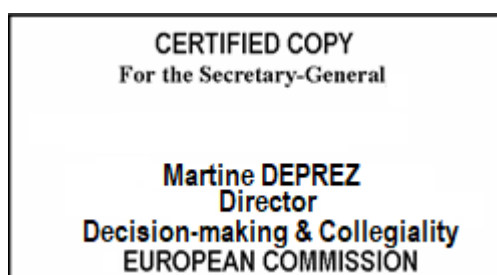 CERTIFIED COPY
For the Secretary-General
Martine DEPREZ
Director
Decision-making & Collegiality
EUROPEAN COMMISSION